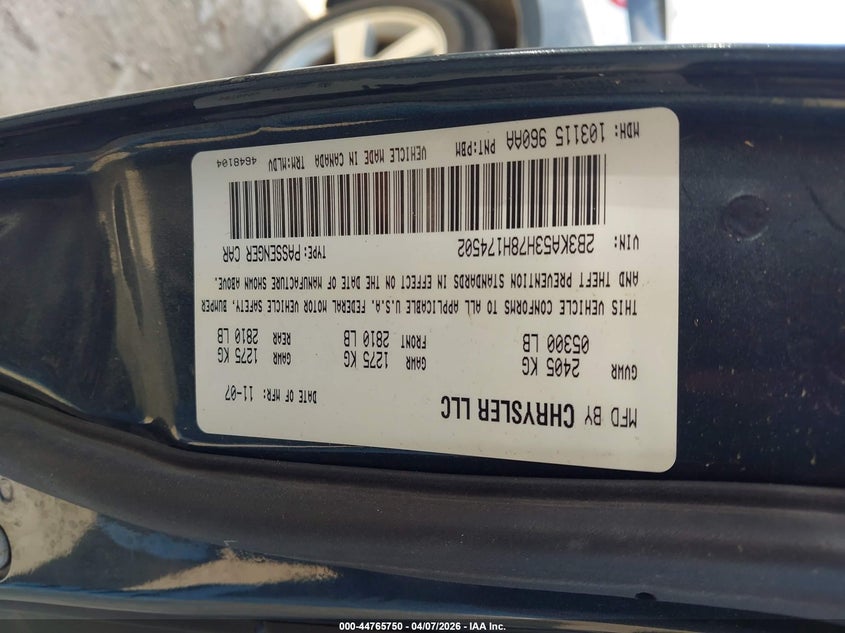 MFD BY CHRYSLER LLC DATE OF MFR: 11-07
GVWR 2405 KG GAWR 1275 KG GAWR 1275 KG
05300 LB FRONT 2810 LB REAR 2810 LB
THIS VEHICLE CONFORMS TO ALL APPLICABLE U.S.A. FEDERAL MOTOR VEHICLE SAFETY, BUMPER
AND THEFT PREVENTION STANDARDS IN EFFECT ON THE DATE OF MANUFACTURE SHOWN ABOVE.
VIN: 2B3KA53H78H174502 TYPE: PASSENGER CAR
VEHICLE MADE IN CANADA TRM:MLDV 4648104
MDH: 103115 960AA PNT:PBM
000-44765750 - 04/07/2026 - IAA Inc.